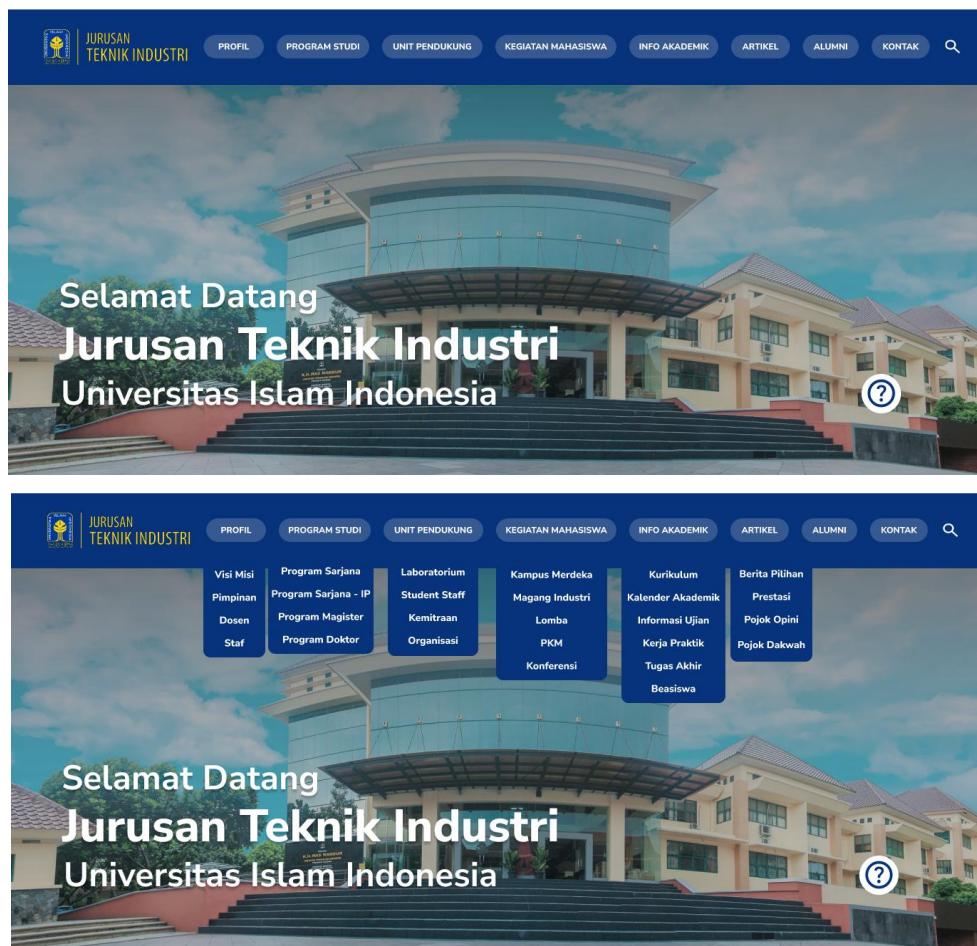 JURUSAN
TEKNIK INDUSTRI
PROFIL
PROGRAM STUDI
UNIT PENDUKUNG
KEGIATAN MAHASISWA
INFO AKADEMIK
ARTIKEL
ALUMNI
KONTAK
Selamat Datang
Jurusan Teknik Industri
Universitas Islam Indonesia
?
JURUSAN
TEKNIK INDUSTRI
PROFIL
PROGRAM STUDI
UNIT PENDUKUNG
KEGIATAN MAHASISWA
INFO AKADEMIK
ARTIKEL
ALUMNI
KONTAK
Visi Misi
Pimpinan
Dosen
Staf
Program Sarjana
Program Sarjana - IP
Program Magister
Program Doktor
Laboratorium
Student Staff
Kemitraan
Organisasi
Kampus Merdeka
Magang Industri
Lomba
PKM
Konferensi
Kurikulum
Kalender Akademik
Informasi Ujian
Kerja Praktik
Tugas Akhir
Beasiswa
Berita Pilihan
Prestasi
Pojok Opini
Pojok Dakwah
Selamat Datang
Jurusan Teknik Industri
Universitas Islam Indonesia
?